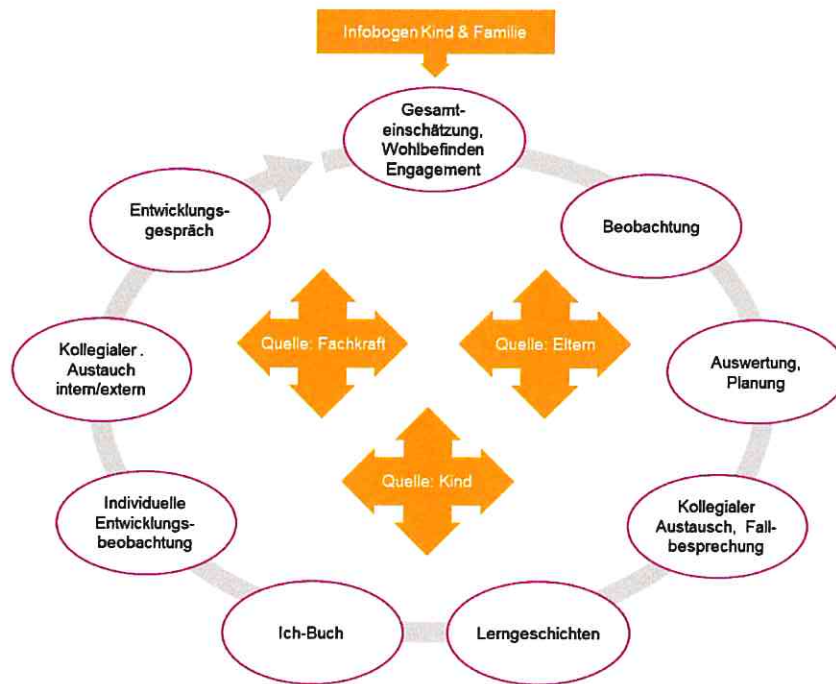 Infobogen Kind & Familie
Gesamt-
einschätzung,
Wohlbefinden
Engagement
Beobachtung
Auswertung,
Planung
Kollegialer
Austausch, Fall-
besprechung
Lerngeschichten
Ich-Buch
Individuelle
Entwicklungs-
beobachtung
Kollegialer .
Austauch
intern/extern
Entwicklungs-
gespräch
Quelle: Fachkraft
Quelle: Eltern
Quelle: Kind